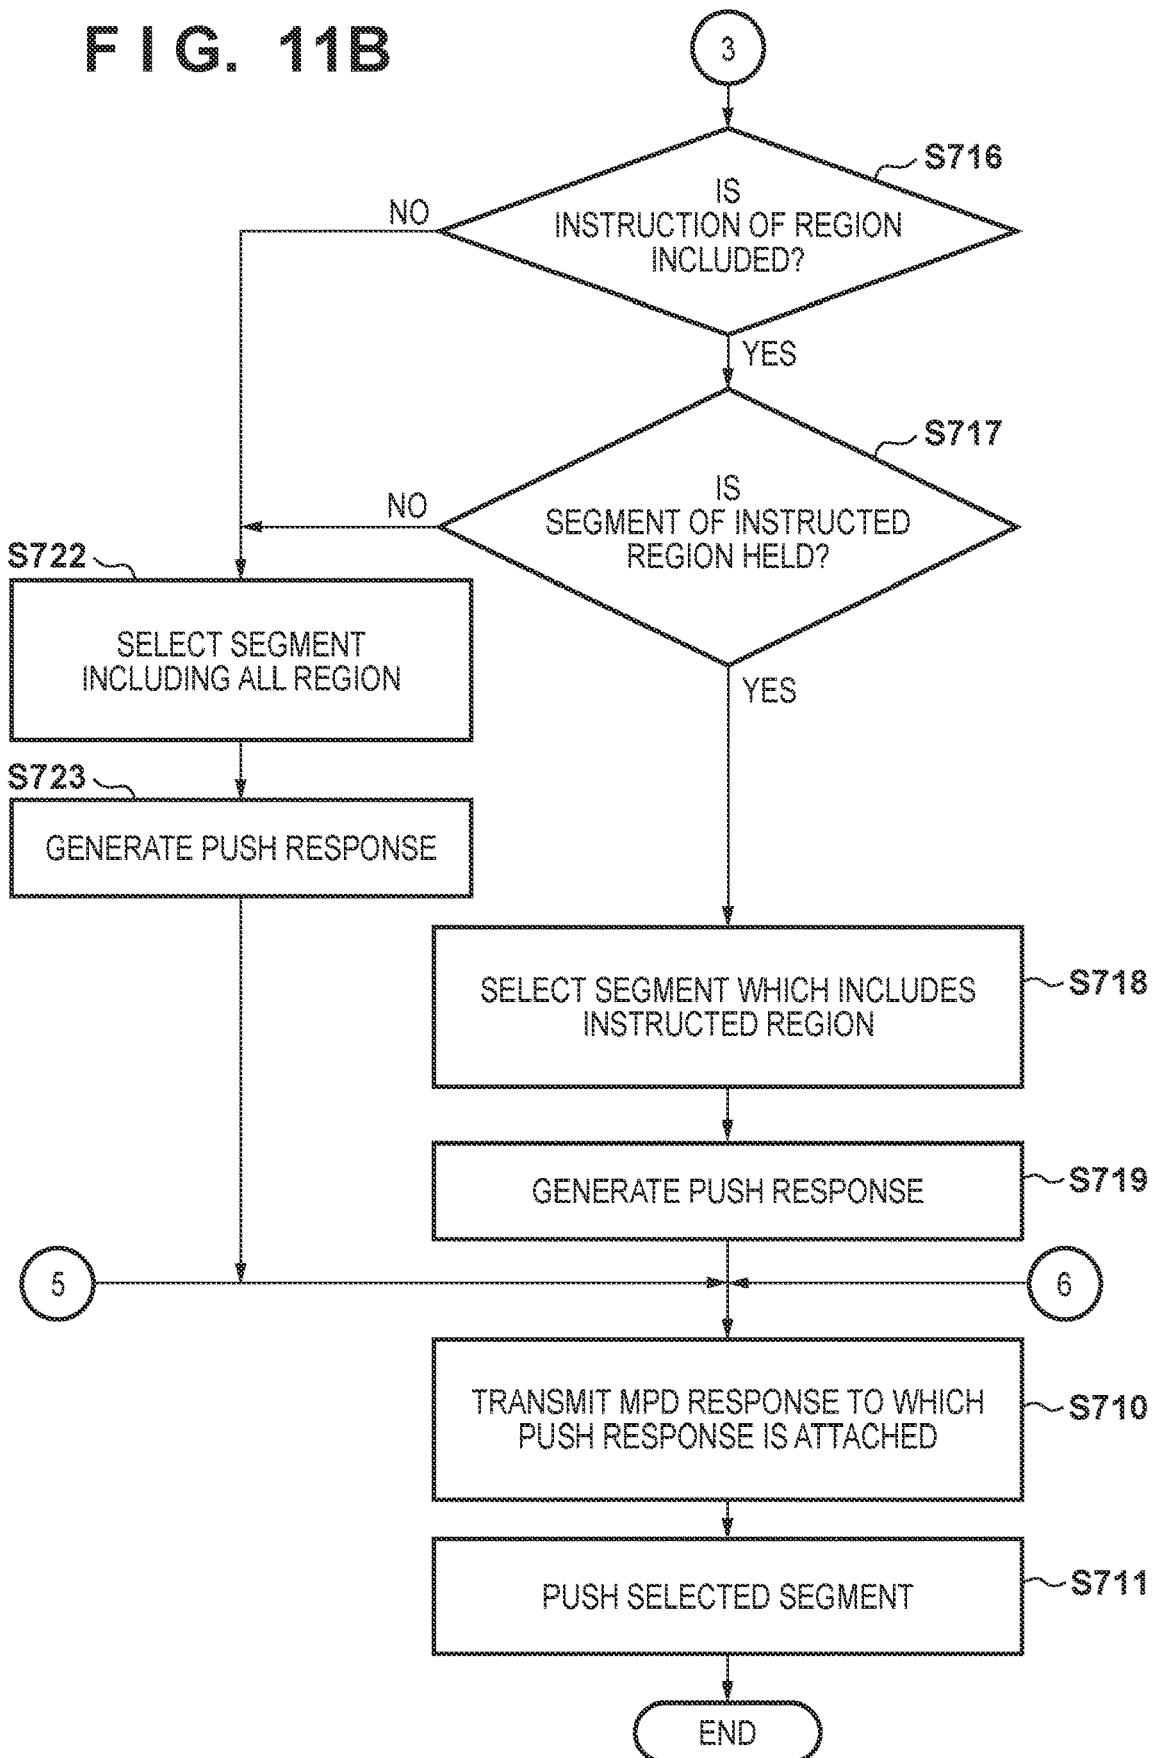 FIG. 11B
3
S716
IS
INSTRUCTION OF REGION
INCLUDED?
NO
YES
S717
IS
SEGMENT OF INSTRUCTED
REGION HELD?
NO
YES
S722
SELECT SEGMENT
INCLUDING ALL REGION
S723
GENERATE PUSH RESPONSE
SELECT SEGMENT WHICH INCLUDES
INSTRUCTED REGION
S718
GENERATE PUSH RESPONSE
S719
5
6
TRANSMIT MPD RESPONSE TO WHICH
PUSH RESPONSE IS ATTACHED
S710
PUSH SELECTED SEGMENT
S711
END